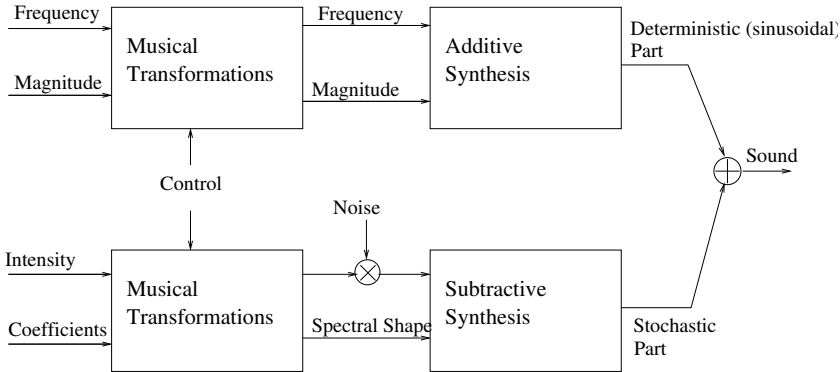 Frequency
Musical
Transformations
Frequency
Additive
Synthesis
Deterministic (sinusoidal)
Part
Magnitude
Magnitude
Sound
Control
Noise
Intensity
Musical
Transformations
Subtractive
Synthesis
Coefficients
Spectral Shape
Stochastic
Part